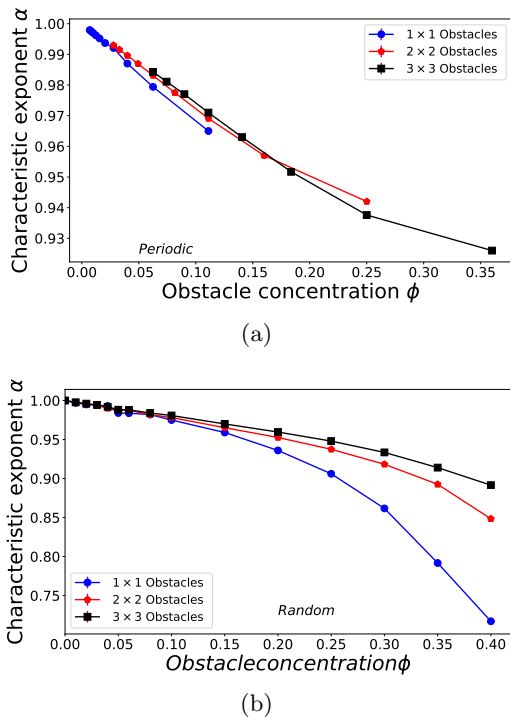 Characteristic exponent α
1.00
0.99
0.98
0.97
0.96
0.95
0.94
0.93
1 × 1 Obstacles
2 × 2 Obstacles
3 × 3 Obstacles
Periodic
0.00 0.05 0.10 0.15 0.20 0.25 0.30 0.35
Obstacle concentration ϕ
(a)
Characteristic exponent α
1.00
0.95
0.90
0.85
0.80
0.75
1 × 1 Obstacles
2 × 2 Obstacles
3 × 3 Obstacles
Random
0.00 0.05 0.10 0.15 0.20 0.25 0.30 0.35 0.40
Obstacleconcentrationϕ
(b)